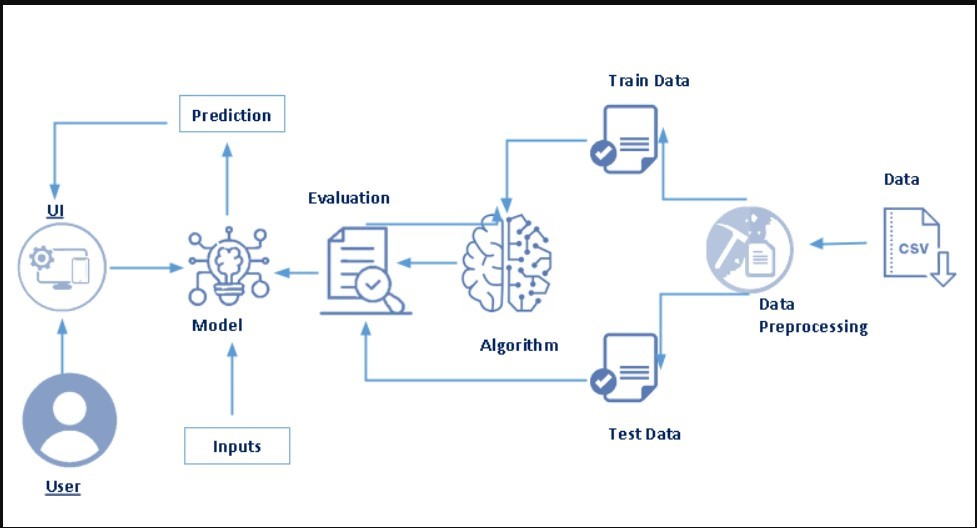 Train Data
Prediction
Data
Evaluation
UI
CSV
Data
Preprocessing
Model
Algorithm
Test Data
Inputs
User